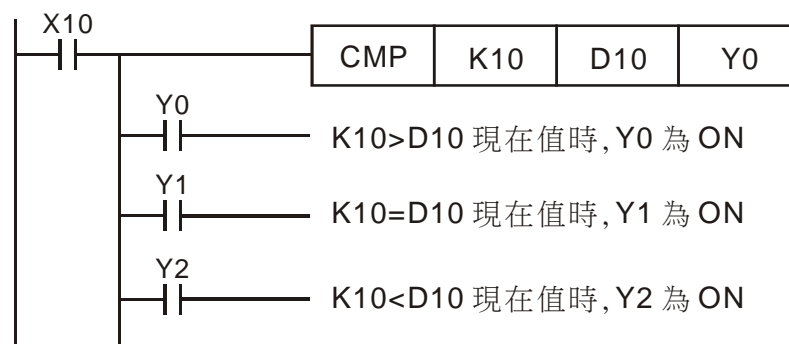 X10
CMP K10 D10 Y0
Y0
K10>D10 現在值時,Y0 為 ON
Y1
K10=D10 現在值時,Y1 為 ON
Y2
K10<D10 現在值時,Y2 為 ON